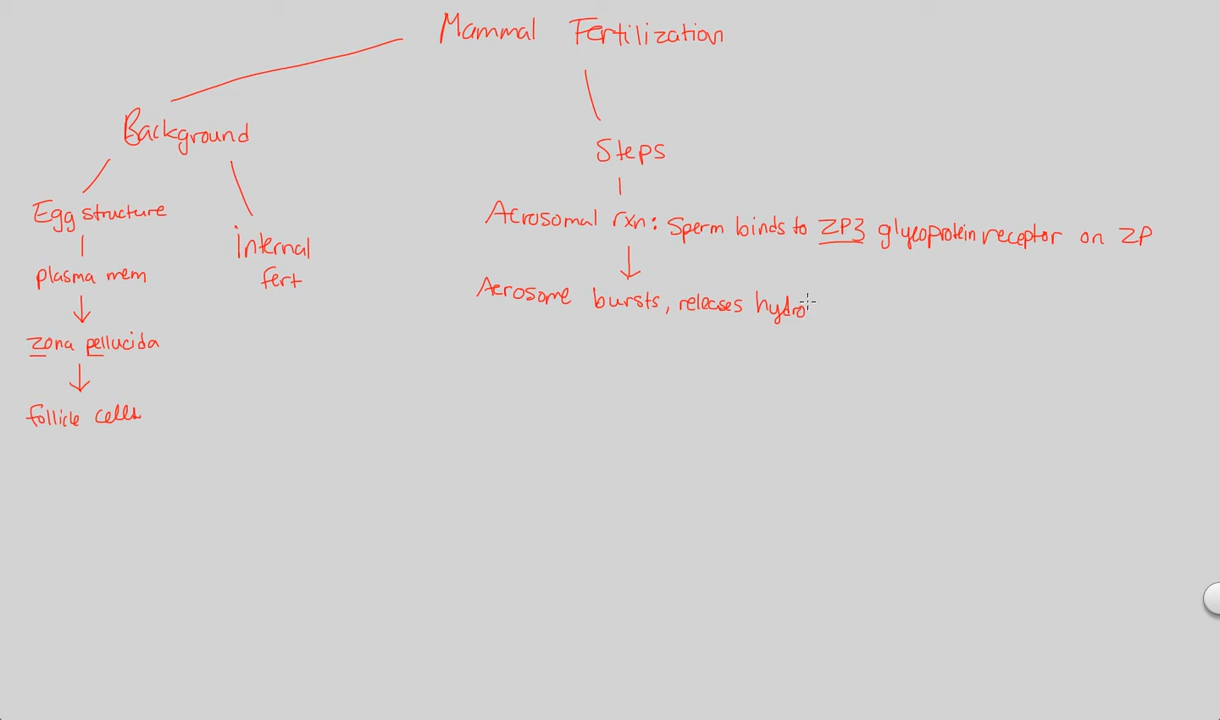 Mammal Fertilization
Background
Egg structure
plasma mem
zona pellucida
follicle cells
internal
fert
Steps
Acrosomal rxn: Sperm binds to ZP3 glycoprotein receptor on ZP
Acrosome bursts, releases hydro